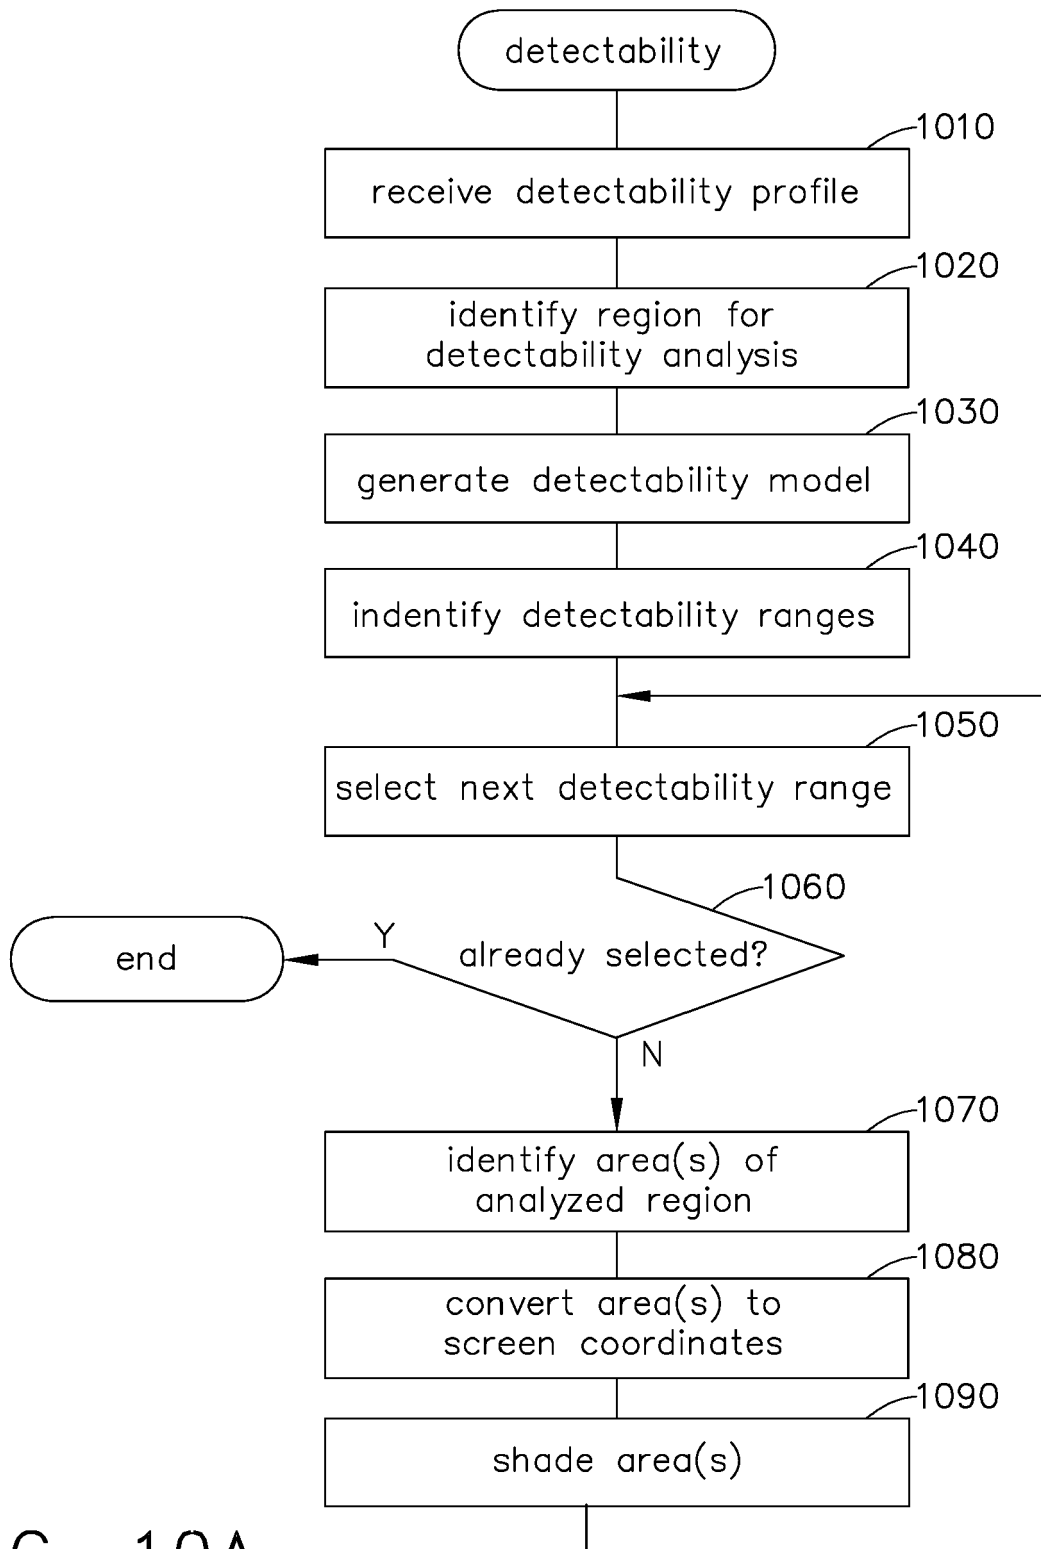 detectability
1010
receive detectability profile
1020
identify region for
detectability analysis
1030
generate detectability model
1040
indentify detectability ranges
1050
select next detectability range
1060
already selected?
Y
end
N
1070
identify area(s) of
analyzed region
1080
convert area(s) to
screen coordinates
1090
shade area(s)